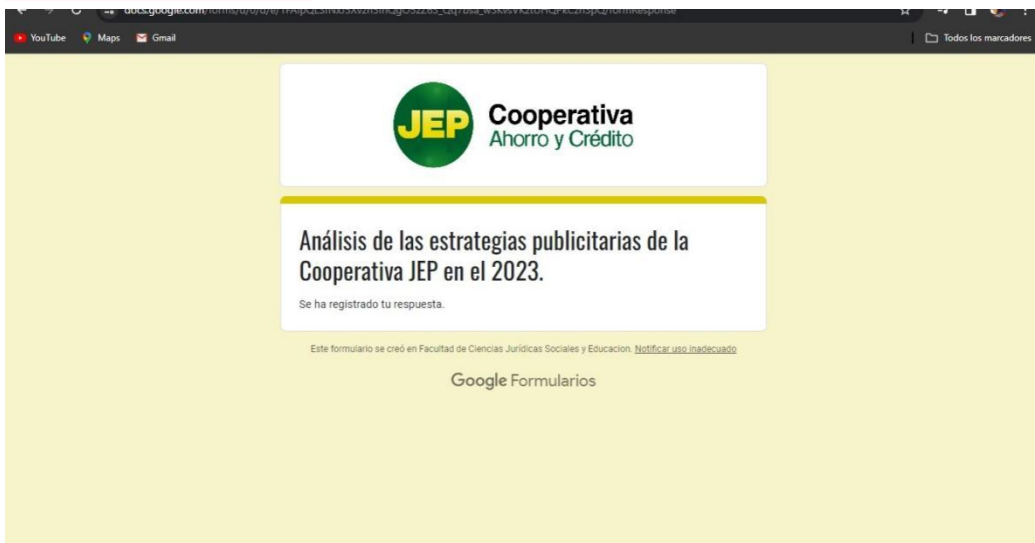 YouTube Maps Gmail Todos los marcadores
JEP Cooperativa
Ahorro y Crédito
Análisis de las estrategias publicitarias de la
Cooperativa JEP en el 2023.
Se ha registrado tu respuesta.
Este formulario se creó en Facultad de Ciencias Jurídicas Sociales y Educacion. Notificar uso inadecuado
Google Formularios